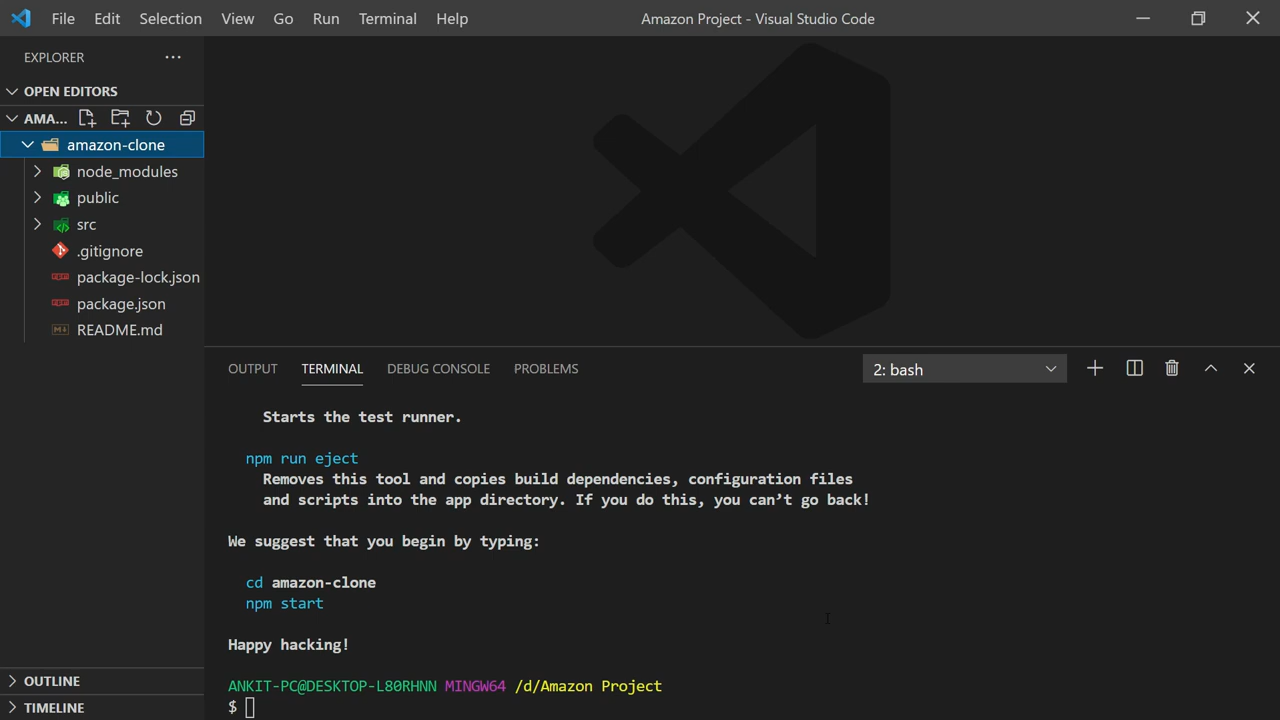 File Edit Selection View Go Run Terminal Help
Amazon Project - Visual Studio Code
EXPLORER
OPEN EDITORS
AMA...
amazon-clone
node_modules
public
src
.gitignore
package-lock.json
package.json
README.md
OUTLINE
TIMELINE
OUTPUT TERMINAL DEBUG CONSOLE PROBLEMS
2: bash
Starts the test runner.
npm run eject
Removes this tool and copies build dependencies, configuration files
and scripts into the app directory. If you do this, you can’t go back!
We suggest that you begin by typing:
cd amazon-clone
npm start
Happy hacking!
ANKIT-PC@DESKTOP-L80RHNN MINGW64 /d/Amazon Project
$